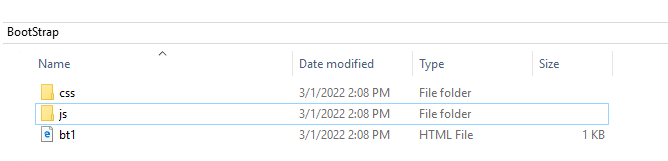 BootStrap
Name Date modified Type Size
css 3/1/2022 2:08 PM File folder
js 3/1/2022 2:08 PM File folder
bt1 3/1/2022 2:08 PM HTML File 1 KB